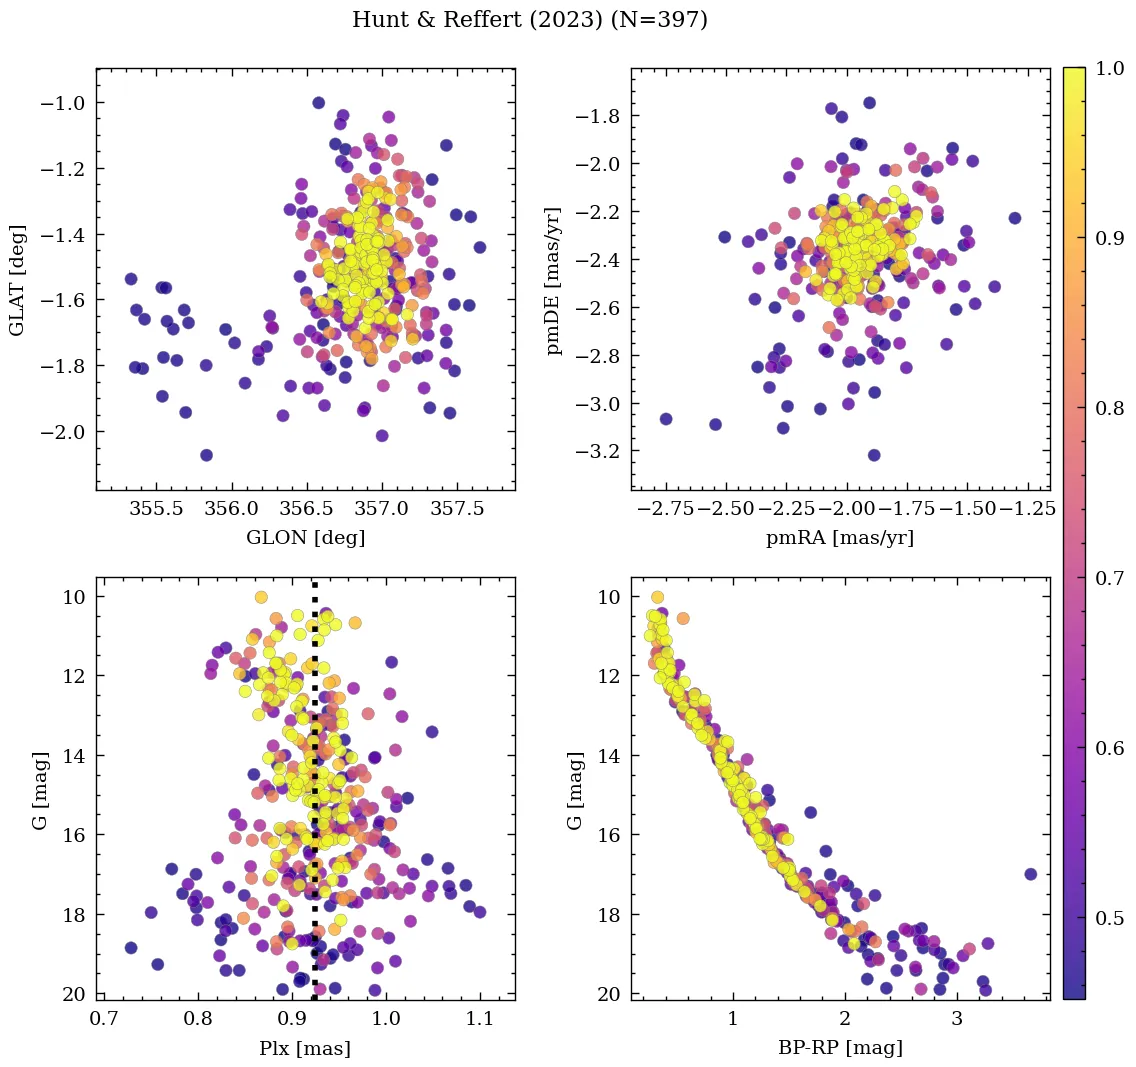 Hunt & Reffert (2023) (N=397)
−1.0
−1.2
−1.4
−1.6
−1.8
−2.0
GLAT [deg]
355.5 356.0 356.5 357.0 357.5
GLON [deg]
−1.8
−2.0
−2.2
−2.4
−2.6
−2.8
−3.0
−3.2
pmDE [mas/yr]
−2.75 −2.50 −2.25 −2.00 −1.75 −1.50 −1.25
pmRA [mas/yr]
1.0
0.9
0.8
0.7
0.6
0.5
10
12
14
16
18
20
G [mag]
0.7 0.8 0.9 1.0 1.1
Plx [mas]
10
12
14
16
18
20
G [mag]
1 2 3
BP-RP [mag]